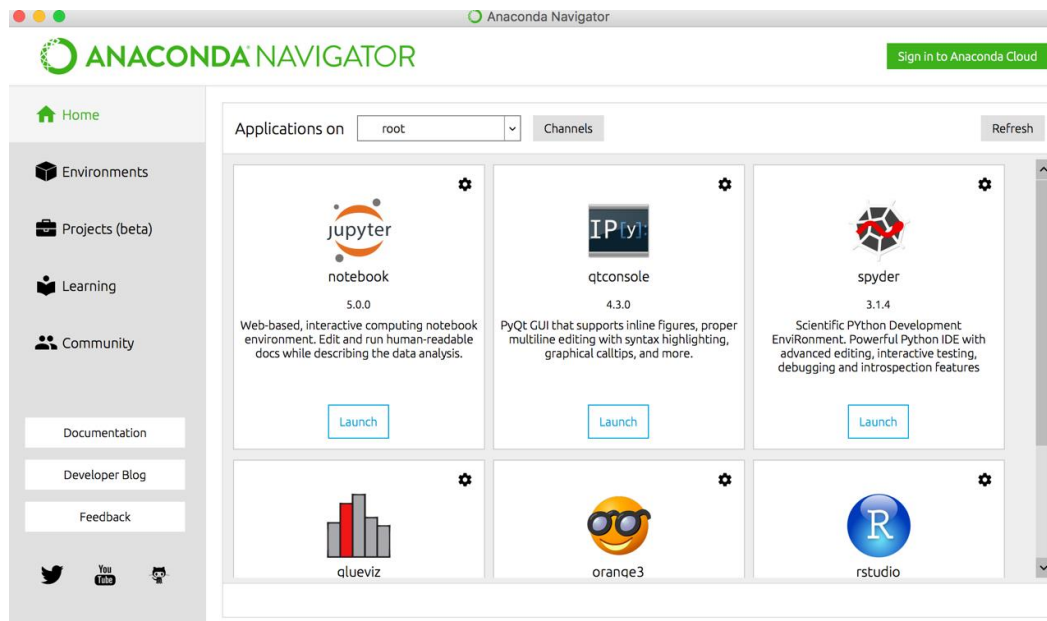 Anaconda Navigator
ANACONDA NAVIGATOR
Sign in to Anaconda Cloud
Home
Environments
Projects (beta)
Learning
Community
Documentation
Developer Blog
Feedback
You
Tube
Applications on
root
Channels
Refresh
jupyter
notebook
5.0.0
Web-based, interactive computing notebook
environment. Edit and run human-readable
docs while describing the data analysis.
Launch
IP[y]:
qtconsole
4.3.0
PyQt GUI that supports inline figures, proper
multiline editing with syntax highlighting,
graphical calltips, and more.
Launch
spyder
3.1.4
Scientific PYthon Development
EnviRonment. Powerful Python IDE with
advanced editing, interactive testing,
debugging and introspection features
Launch
glueviz
orange3
R
rstudio